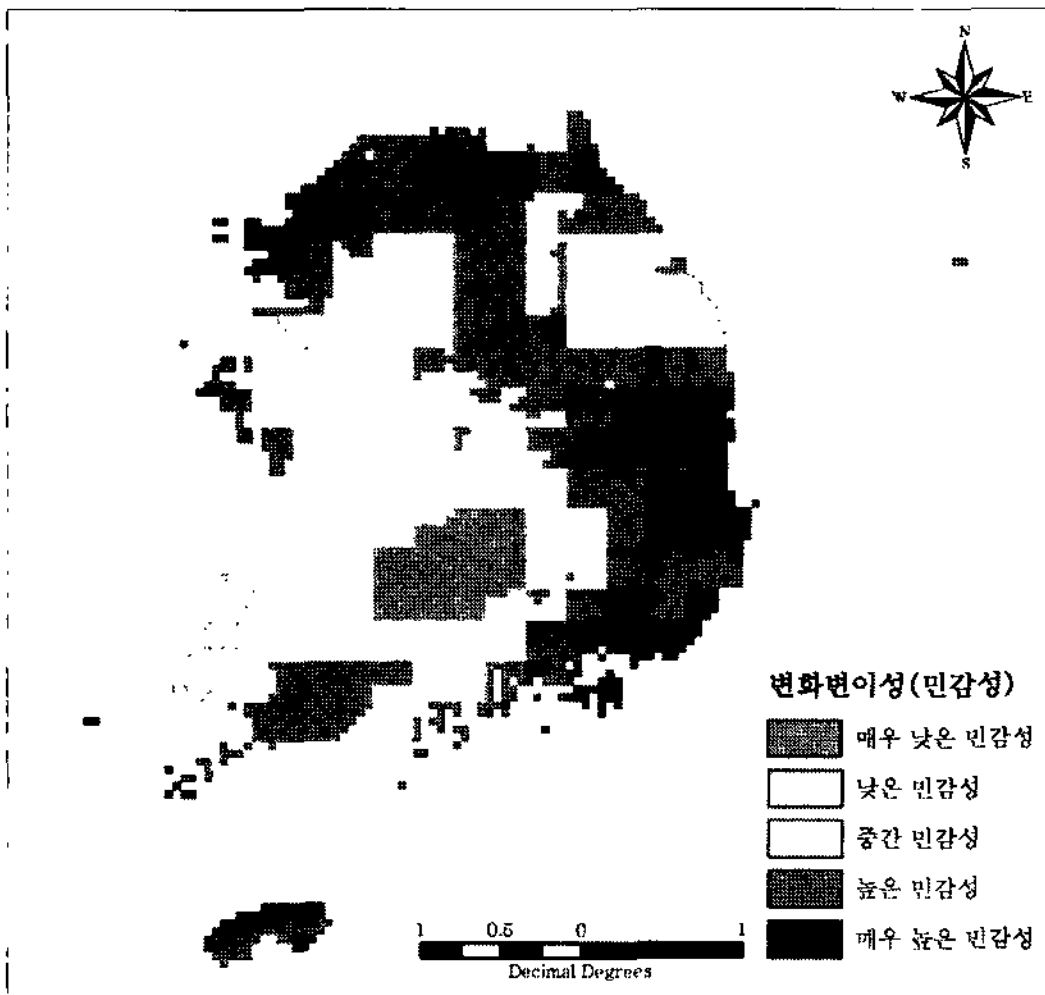 N
W E
S
변화변이성(민감성)
매우 낮은 민감성
낮은 민감성
중간 민감성
높은 민감성
매우 높은 민감성
1 0.5 0 1
Decimal Degrees